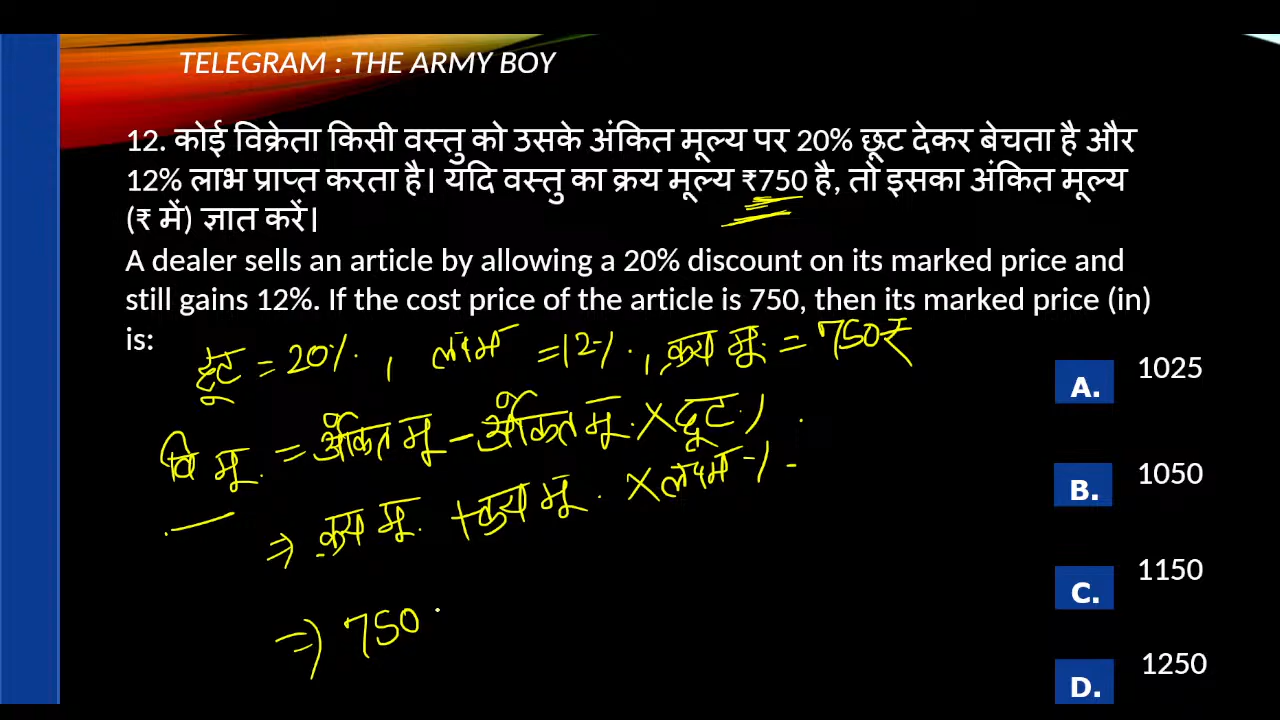 TELEGRAM : THE ARMY BOY
12. कोई विक्रेता किसी वस्तु को उसके अंकित मूल्य पर 20% छूट देकर बेचता है और
12% लाभ प्राप्त करता है। यदि वस्तु का क्रय मूल्य ₹750 है, तो इसका अंकित मूल्य
(₹ में) ज्ञात करें।
A dealer sells an article by allowing a 20% discount on its marked price and
still gains 12%. If the cost price of the article is 750, then its marked price (in)
is:
छूट = 20%. , लाभ = 12%. , क्रय मू. = 750₹
वि मू. = अंकित मू - अंकित मू. × छूट%
⇒ क्रय मू. + क्रय मू. × लाभ%
⇒ 750
A. 1025
B. 1050
C. 1150
D. 1250